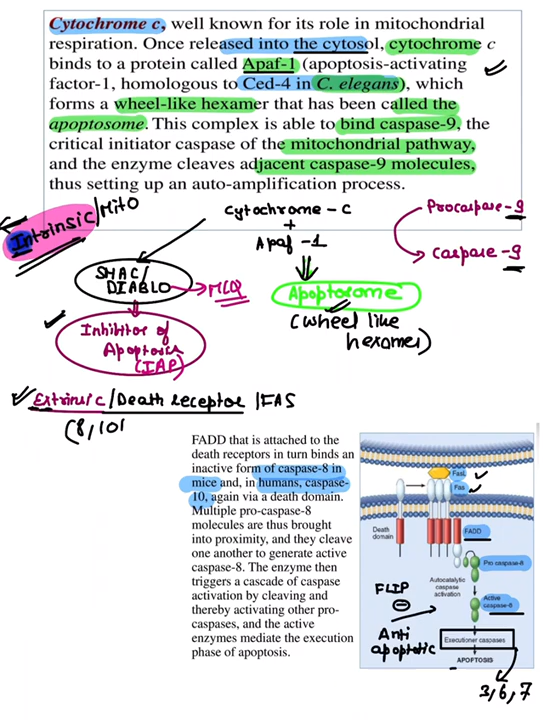 Cytochrome c, well known for its role in mitochondrial
respiration. Once released into the cytosol, cytochrome c
binds to a protein called Apaf-1 (apoptosis-activating
factor-1, homologous to Ced-4 in C. elegans), which
forms a wheel-like hexamer that has been called the
apoptosome. This complex is able to bind caspase-9, the
critical initiator caspase of the mitochondrial pathway,
and the enzyme cleaves adjacent caspase-9 molecules,
thus setting up an auto-amplification process.
Intrinsic/Mito
Cytochrome-C
+
Apaf-1
Procaspase-9
Caspase-9
SMAC/
DIABLO
MCQ
Apoptosome
(wheel like
hexamer)
Inhibitor of
Apoptosis
(IAP)
Extrinsic/Death receptor/FAS
(8,10)
FADD that is attached to the
death receptors in turn binds an
inactive form of caspase-8 in
mice and, in humans, caspase-
10, again via a death domain.
Multiple pro-caspase-8
molecules are thus brought
into proximity, and they cleave
one another to generate active
caspase-8. The enzyme then
triggers a cascade of caspase
activation by cleaving and
thereby activating other pro-
caspases, and the active
enzymes mediate the execution
phase of apoptosis.
FasL
Fas
Death
domain
FADD
Pro caspase-8
Autocatalytic
caspase
activation
Active
caspase-8
FLIP
Anti
apoptotic
Executioner caspases
APOPTOSIS
3,6,7